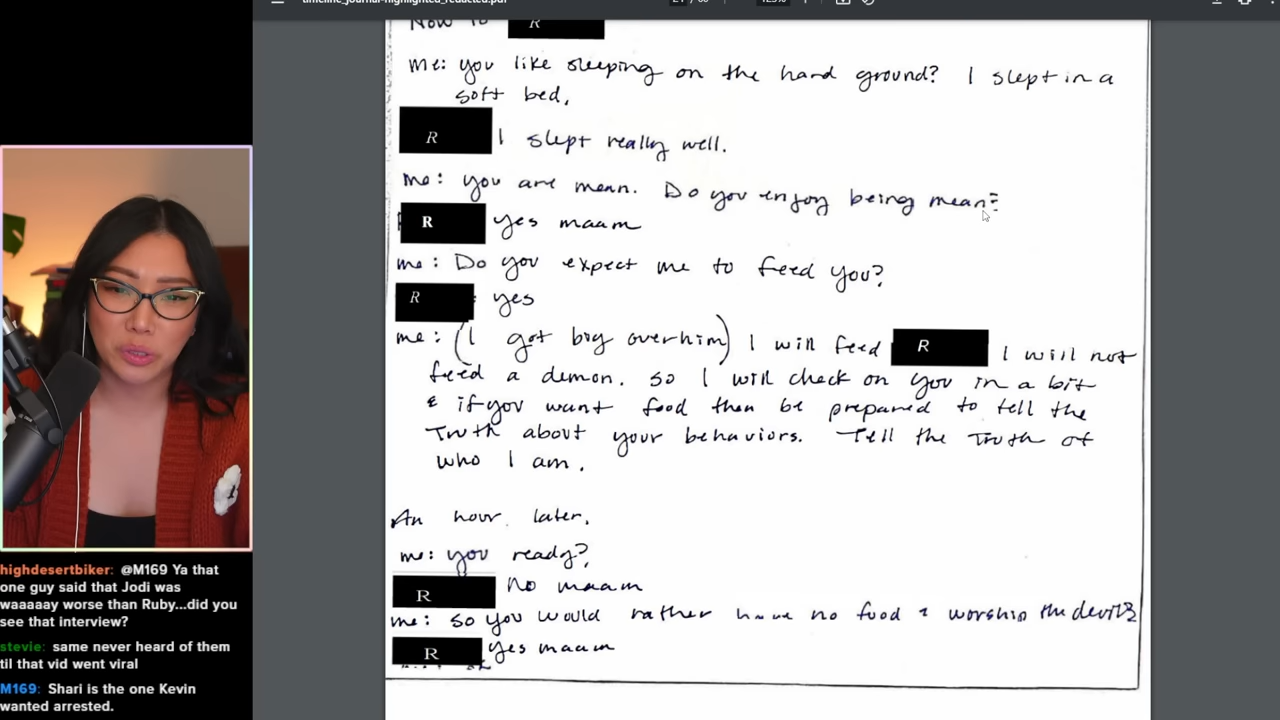 timeline_journal-highlighted_redacted.pdf
Now to R
me: you like sleeping on the hard ground? I slept in a
soft bed.
R I slept really well.
me: you are mean. Do you enjoy being mean?
R yes maam
me: Do you expect me to feed you?
R : yes
me: (I got big over him) I will feed R I will not
feed a demon. so I will check on you in a bit
& if you want food then be prepared to tell the
Truth about your behaviors. Tell the Truth of
who I am.
An hour later.
me: you ready?
R No maam
me: so you would rather have no food & worship the devil?
R yes maam
highdesertbiker: @M169 Ya that
one guy said that Jodi was
waaaaay worse than Ruby...did you
see that interview?
stevie: same never heard of them
til that vid went viral
M169: Shari is the one Kevin
wanted arrested.